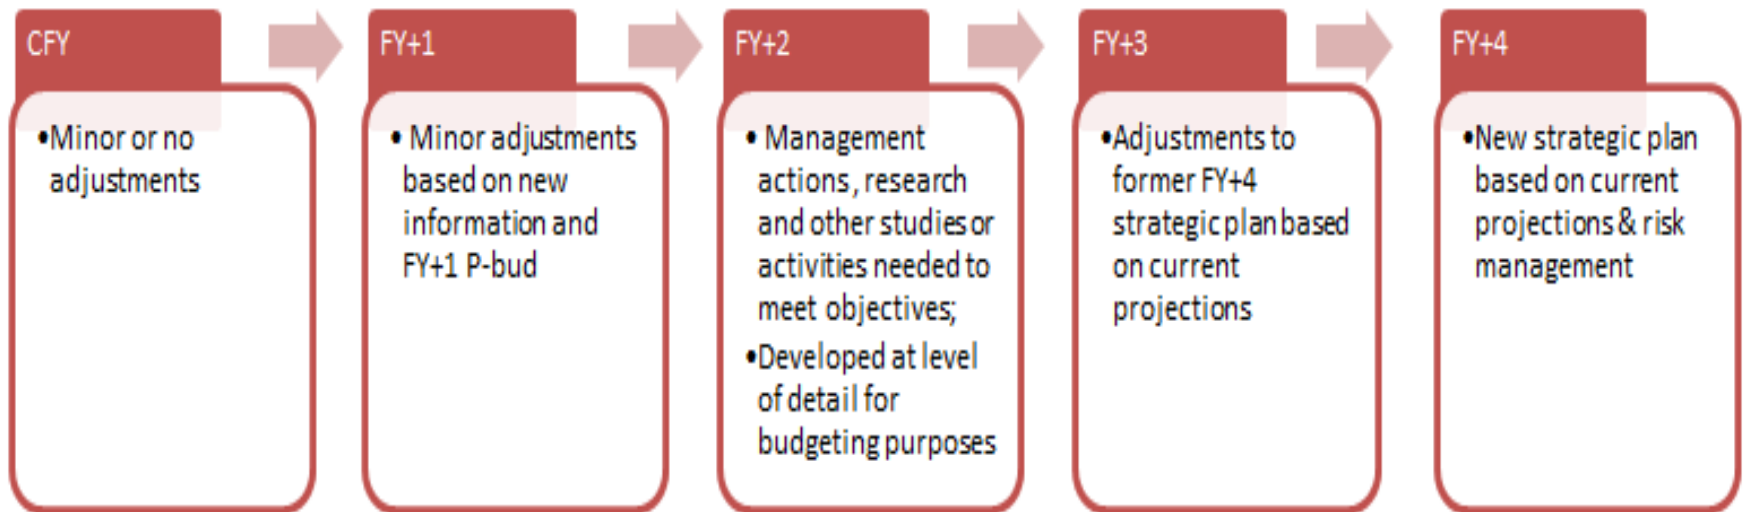 CFY
•Minor or no
adjustments
FY+1
• Minor adjustments
based on new
information and
FY+1 P-bud
FY+2
• Management
actions, research
and other studies or
activities needed to
meet objectives;
•Developed at level
of detail for
budgeting purposes
FY+3
•Adjustments to
former FY+4
strategic plan based
on current
projections
FY+4
•New strategic plan
based on current
projections & risk
management